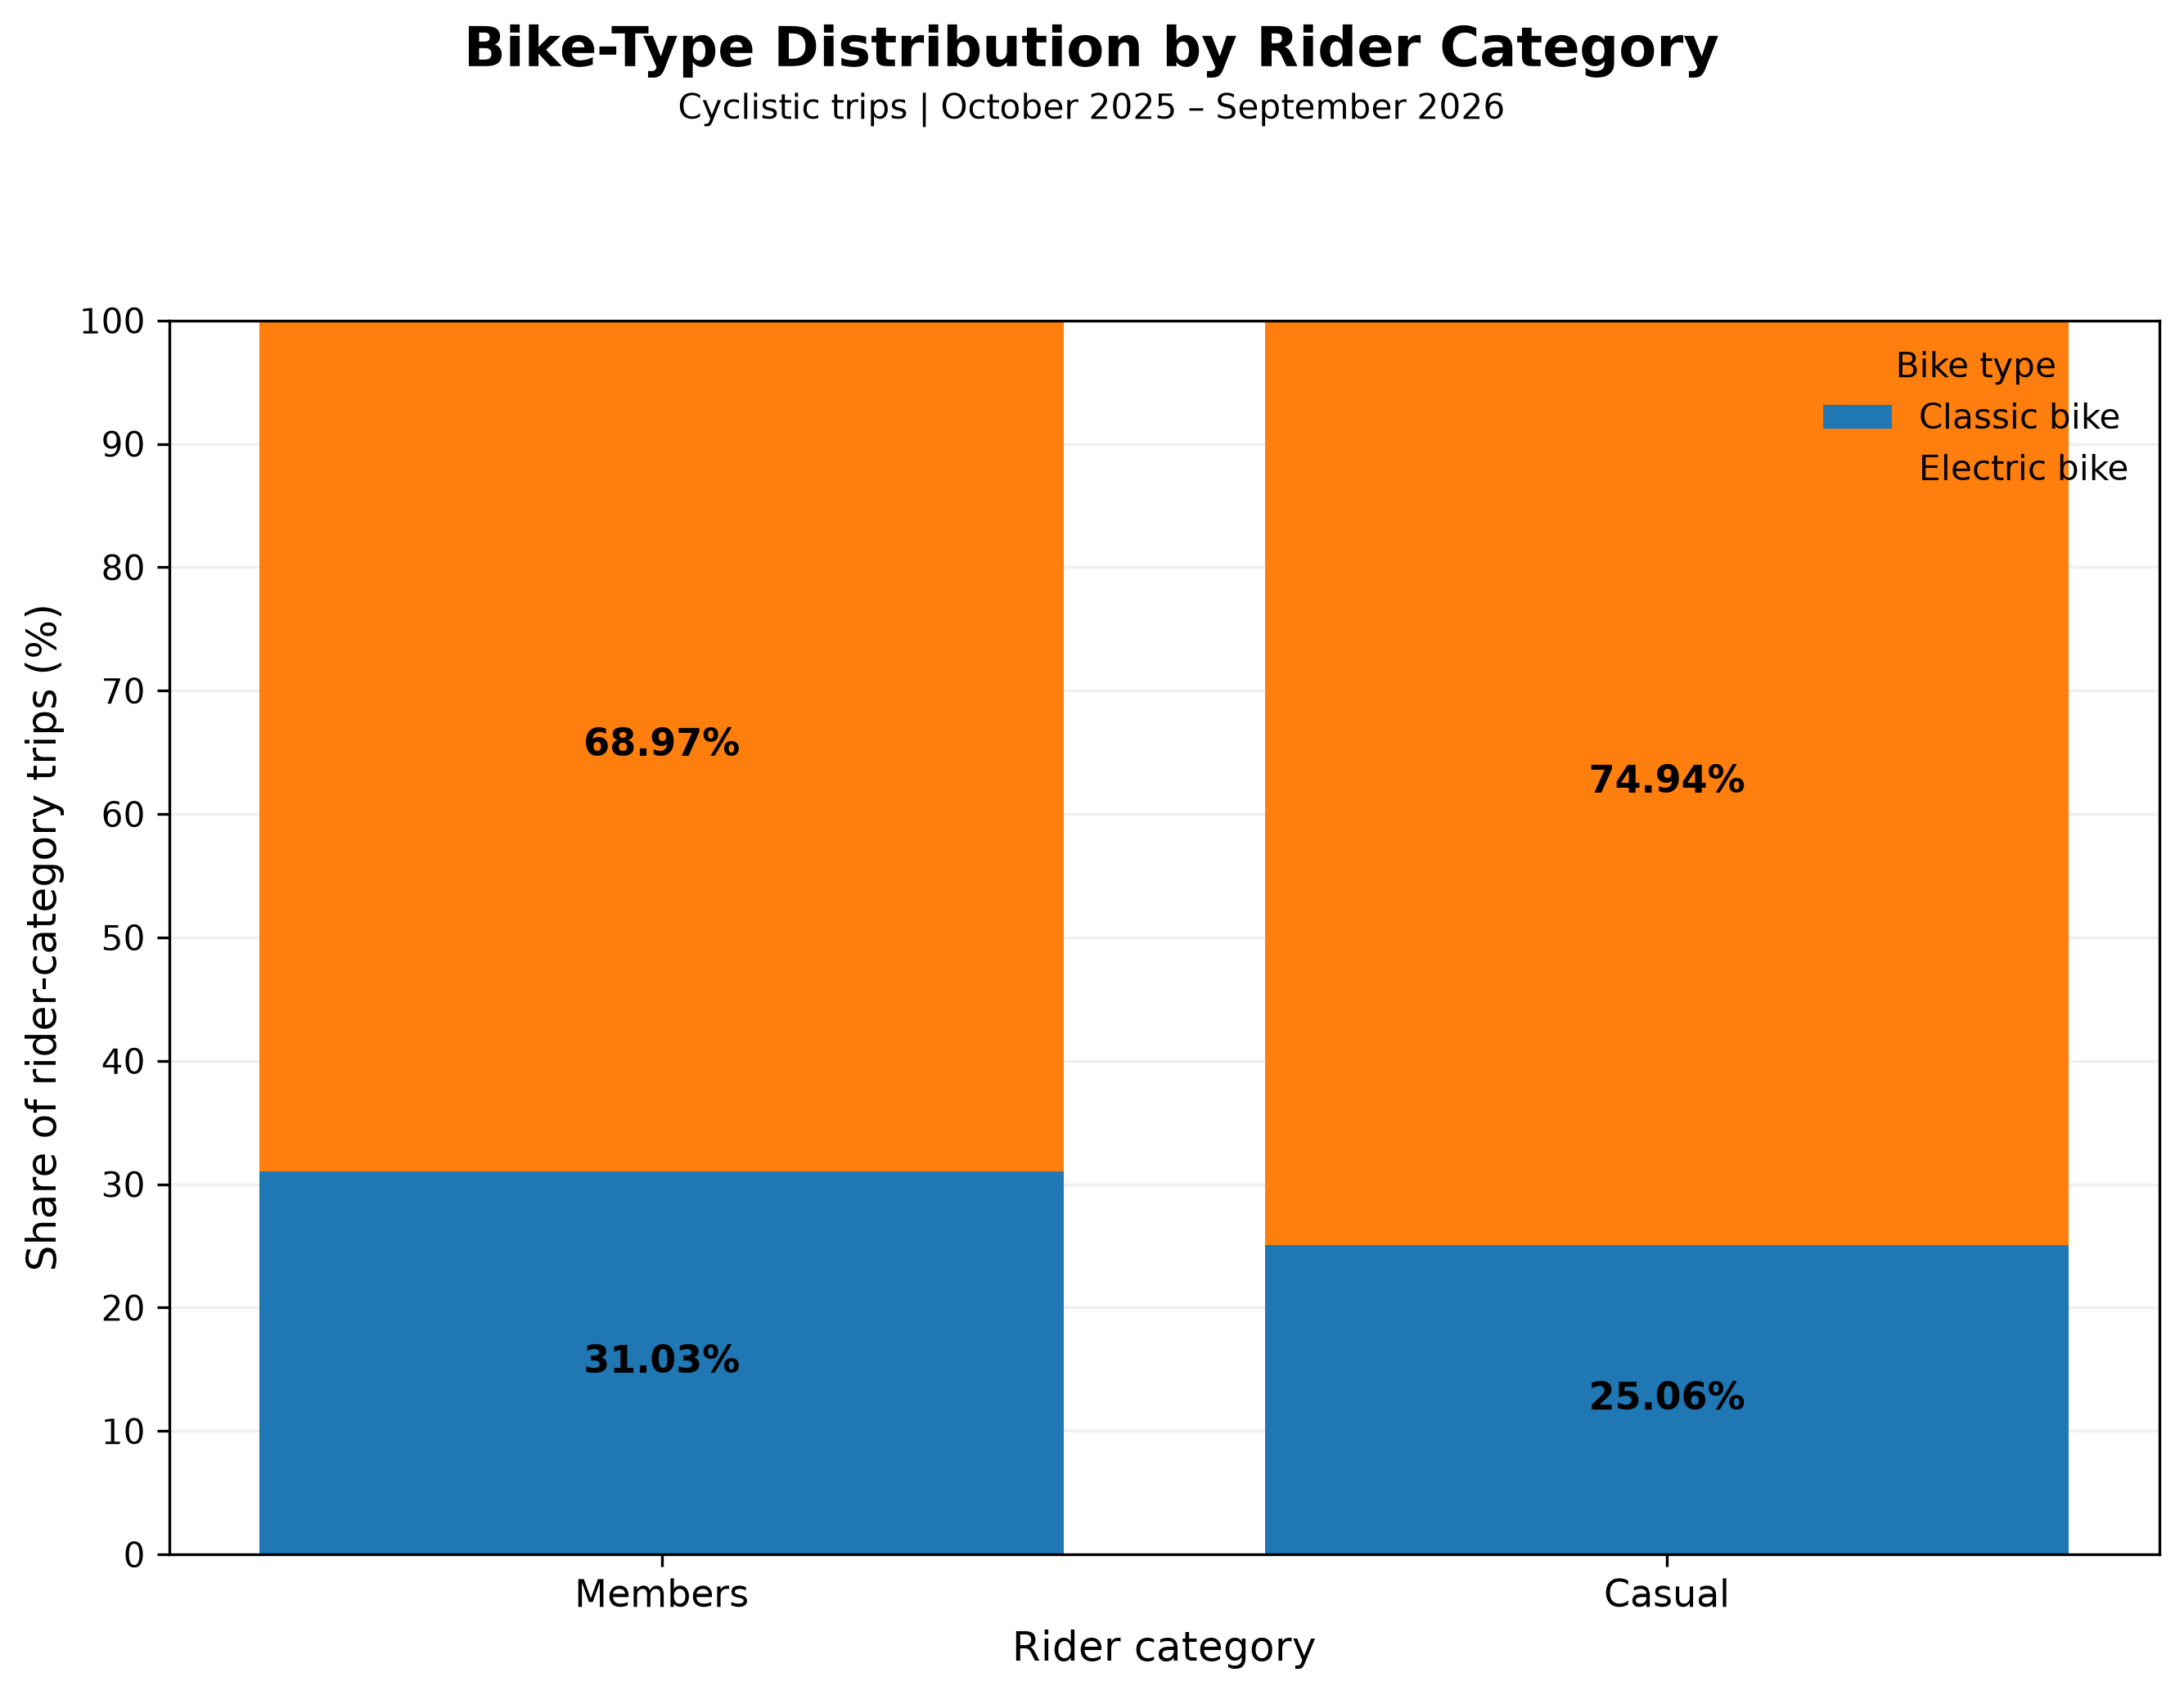 Bike-Type Distribution by Rider Category
Cyclistic trips | October 2025 – September 2026
Share of rider-category trips (%)
100
90
80
70
60
50
40
30
20
10
0
Bike type
Classic bike
Electric bike
68.97%
74.94%
31.03%
25.06%
Members
Casual
Rider category